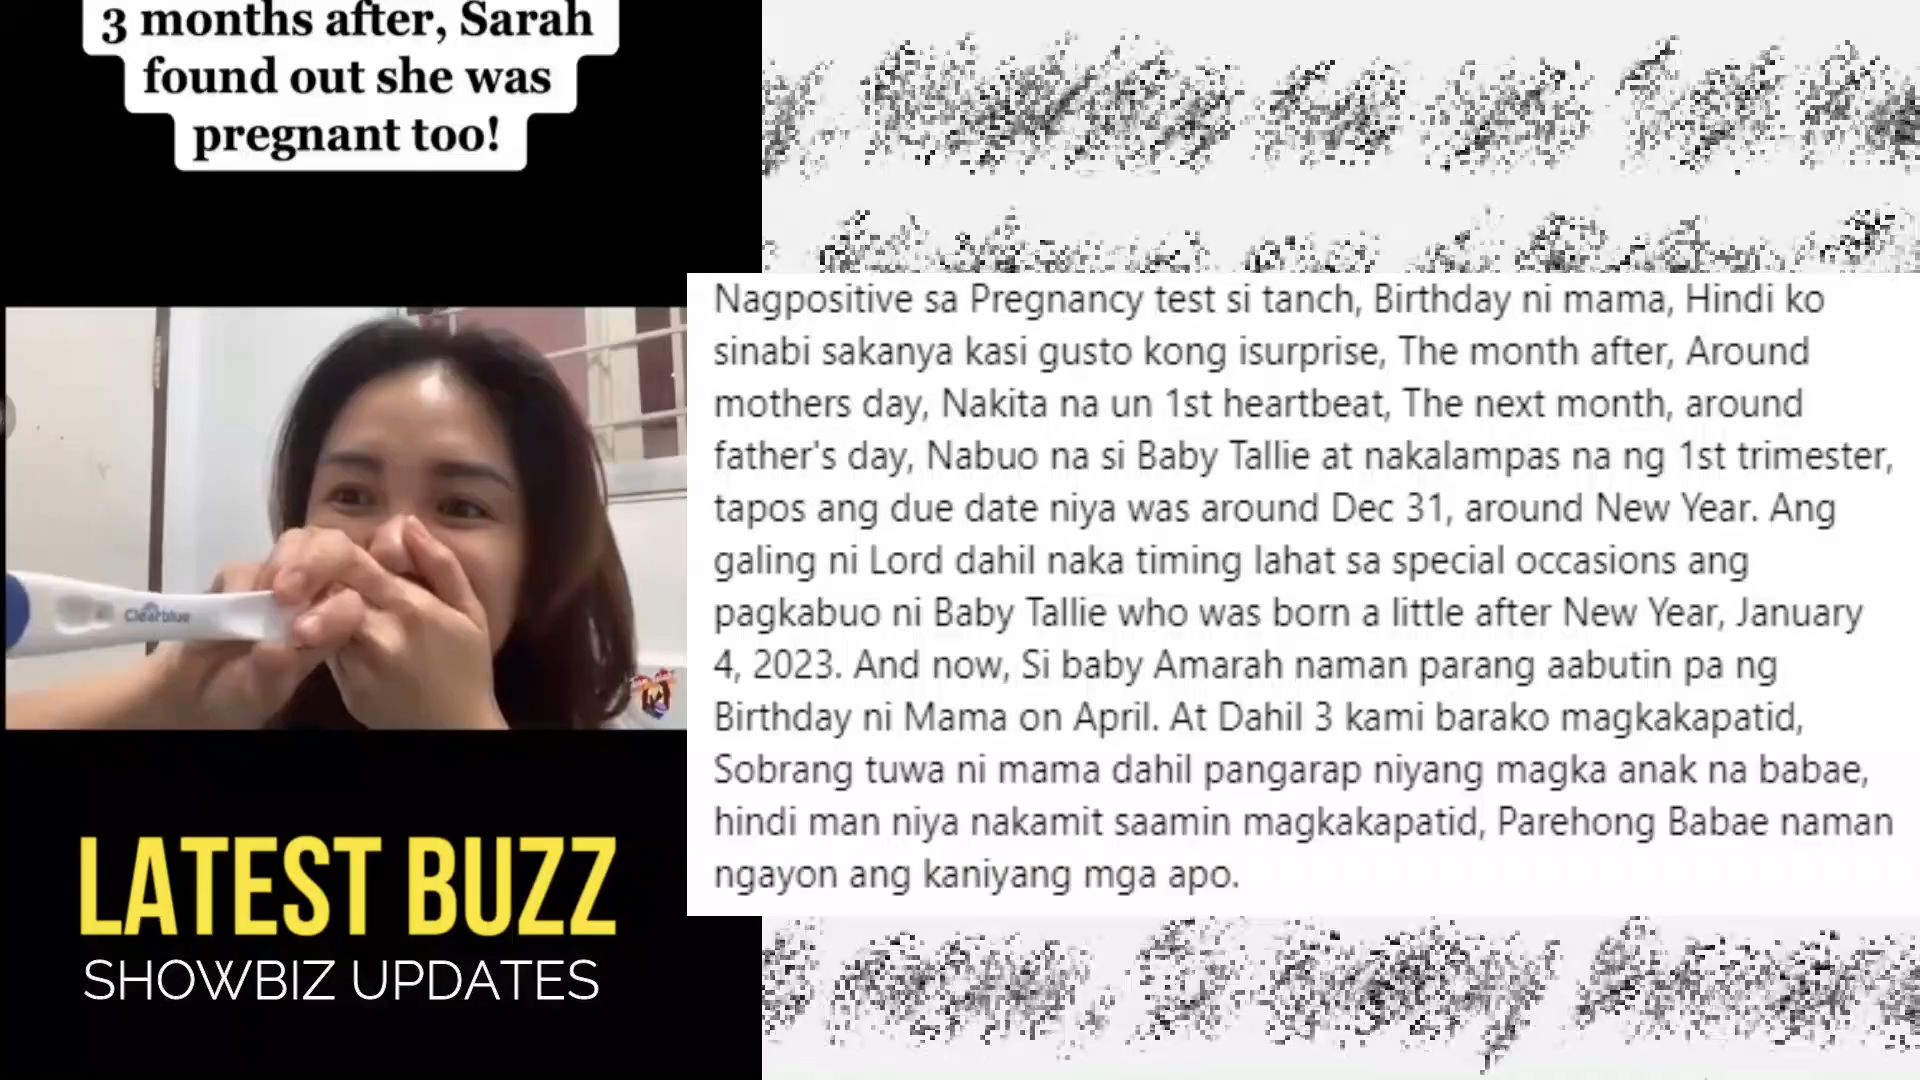 3 months after, Sarah
found out she was
pregnant too!
Clearblue
LATEST BUZZ
SHOWBIZ UPDATES
Nagpositive sa Pregnancy test si tanch, Birthday ni mama, Hindi ko
sinabi sakanya kasi gusto kong isurprise, The month after, Around
mothers day, Nakita na un 1st heartbeat, The next month, around
father's day, Nabuo na si Baby Tallie at nakalampas na ng 1st trimester,
tapos ang due date niya was around Dec 31, around New Year. Ang
galing ni Lord dahil naka timing lahat sa special occasions ang
pagkabuo ni Baby Tallie who was born a little after New Year, January
4, 2023. And now, Si baby Amarah naman parang aabutin pa ng
Birthday ni Mama on April. At Dahil 3 kami barako magkakapatid,
Sobrang tuwa ni mama dahil pangarap niyang magka anak na babae,
hindi man niya nakamit saamin magkakapatid, Parehong Babae naman
ngayon ang kaniyang mga apo.